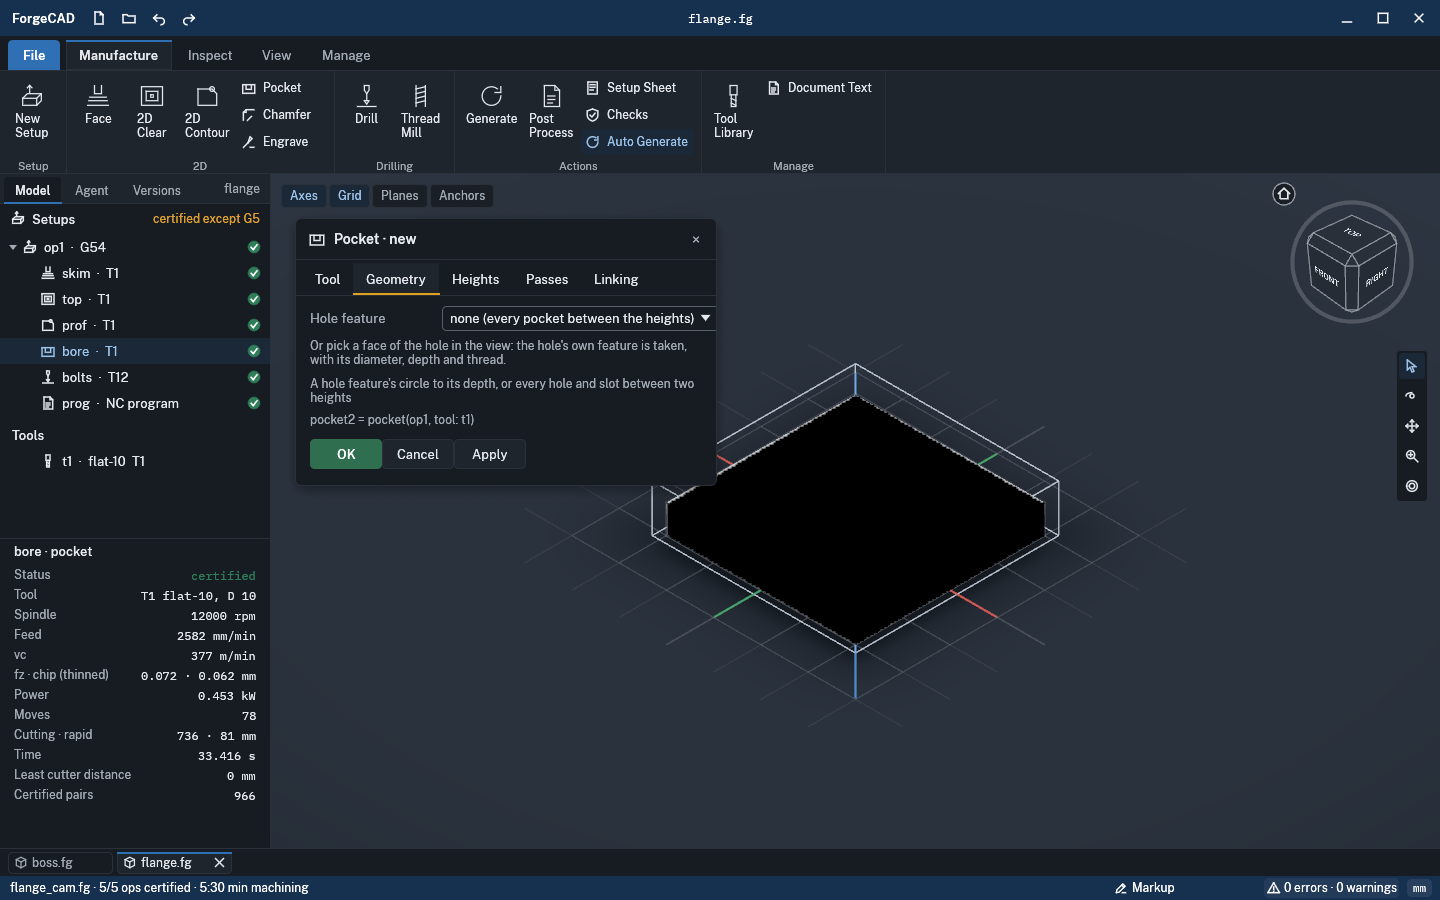 ForgeCAD
flange.fg
File
Manufacture
Inspect
View
Manage
New
Setup
Setup
Face
2D
Clear
2D
Contour
Pocket
Chamfer
Engrave
2D
Drill
Thread
Mill
Drilling
Generate
Post
Process
Setup Sheet
Checks
Auto Generate
Actions
Tool
Library
Document Text
Manage
Model
Agent
Versions
flange
Setups
certified except G5
op1 · G54
skim · T1
top · T1
prof · T1
bore · T1
bolts · T12
prog · NC program
Tools
t1 · flat-10 T1
bore · pocket
Status certified
Tool T1 flat-10, D 10
Spindle 12000 rpm
Feed 2582 mm/min
vc 377 m/min
fz · chip (thinned) 0.072 · 0.062 mm
Power 0.453 kW
Moves 78
Cutting · rapid 736 · 81 mm
Time 33.416 s
Least cutter distance 0 mm
Certified pairs 966
Axes
Grid
Planes
Anchors
Pocket · new
Tool
Geometry
Heights
Passes
Linking
Hole feature
none (every pocket between the heights)
Or pick a face of the hole in the view: the hole's own feature is taken,
with its diameter, depth and thread.
A hole feature's circle to its depth, or every hole and slot between two
heights
pocket2 = pocket(op1, tool: t1)
OK
Cancel
Apply
TOP
FRONT
RIGHT
boss.fg
flange.fg
flange_cam.fg · 5/5 ops certified · 5:30 min machining
Markup
0 errors · 0 warnings
mm